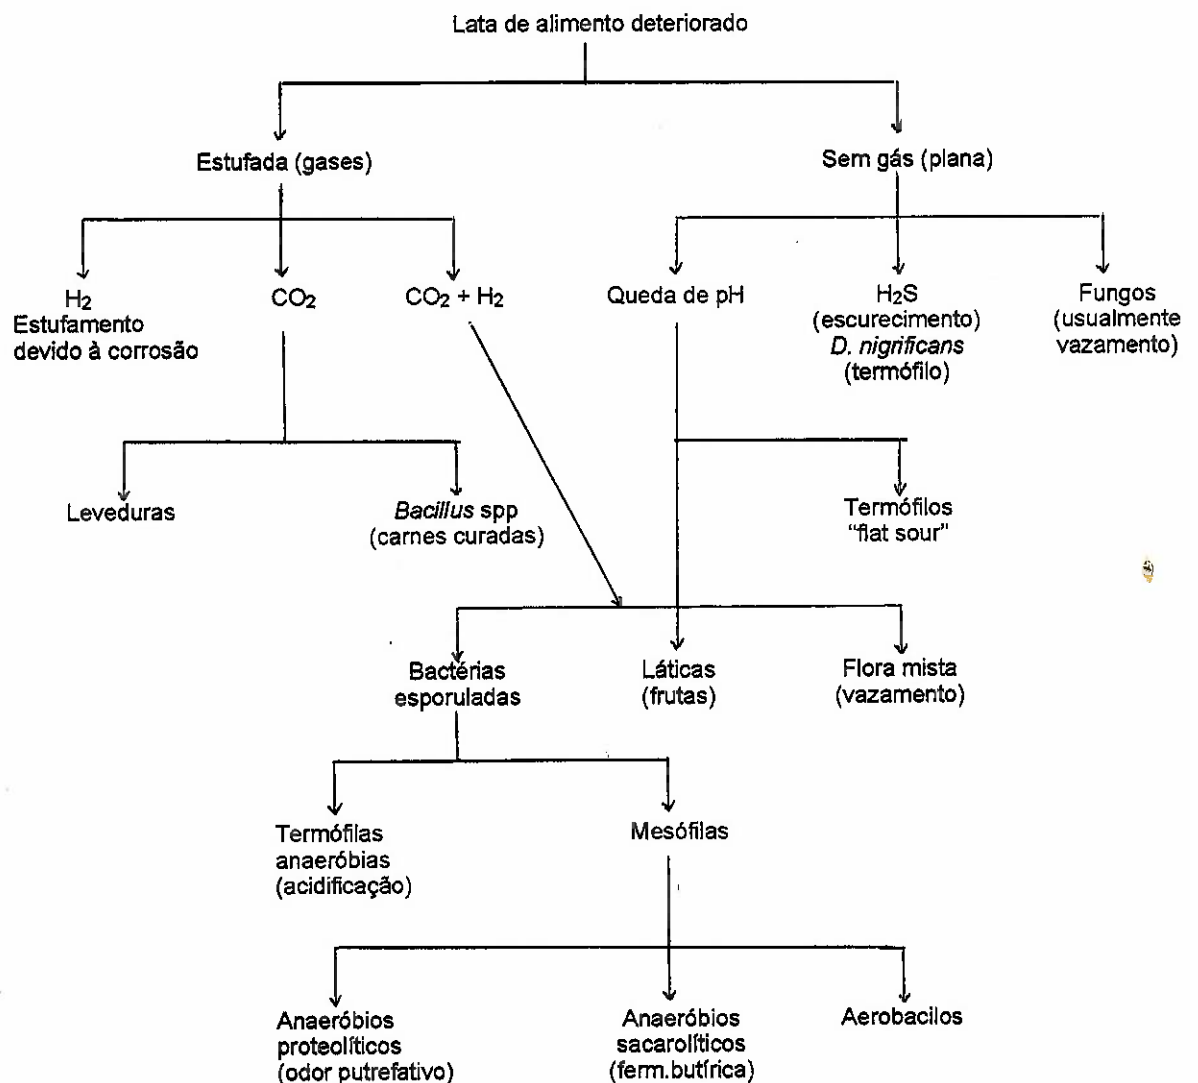 Lata de alimento deteriorado
Estufada (gases)
Sem gás (plana)
H2
Estufamento
devido à corrosão
CO2
CO2 + H2
Queda de pH
H2S
(escurecimento)
D. nigrificans
(termófilo)
Fungos
(usualmente
vazamento)
Leveduras
Bacillus spp
(carnes curadas)
Termófilos
"flat sour"
Bactérias
esporuladas
Láticas
(frutas)
Flora mista
(vazamento)
Termófilas
anaeróbias
(acidificação)
Mesófilas
Anaeróbios
proteolíticos
(odor putrefativo)
Anaeróbios
sacarolíticos
(ferm.butírica)
Aerobacilos